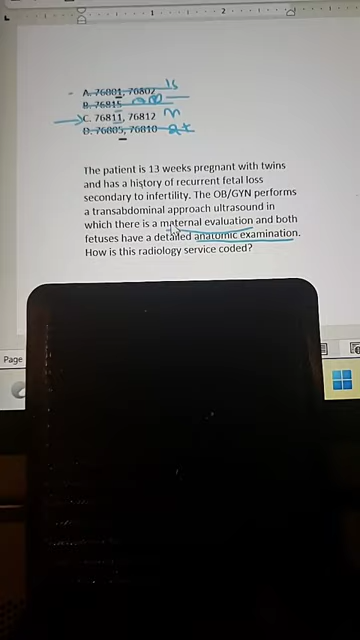 A. 76801, 76802
B. 76815
C. 76811, 76812
D. 76805, 76810
The patient is 13 weeks pregnant with twins
and has a history of recurrent fetal loss
secondary to infertility. The OB/GYN performs
a transabdominal approach ultrasound in
which there is a maternal evaluation and both
fetuses have a detailed anatomic examination.
How is this radiology service coded?
Page